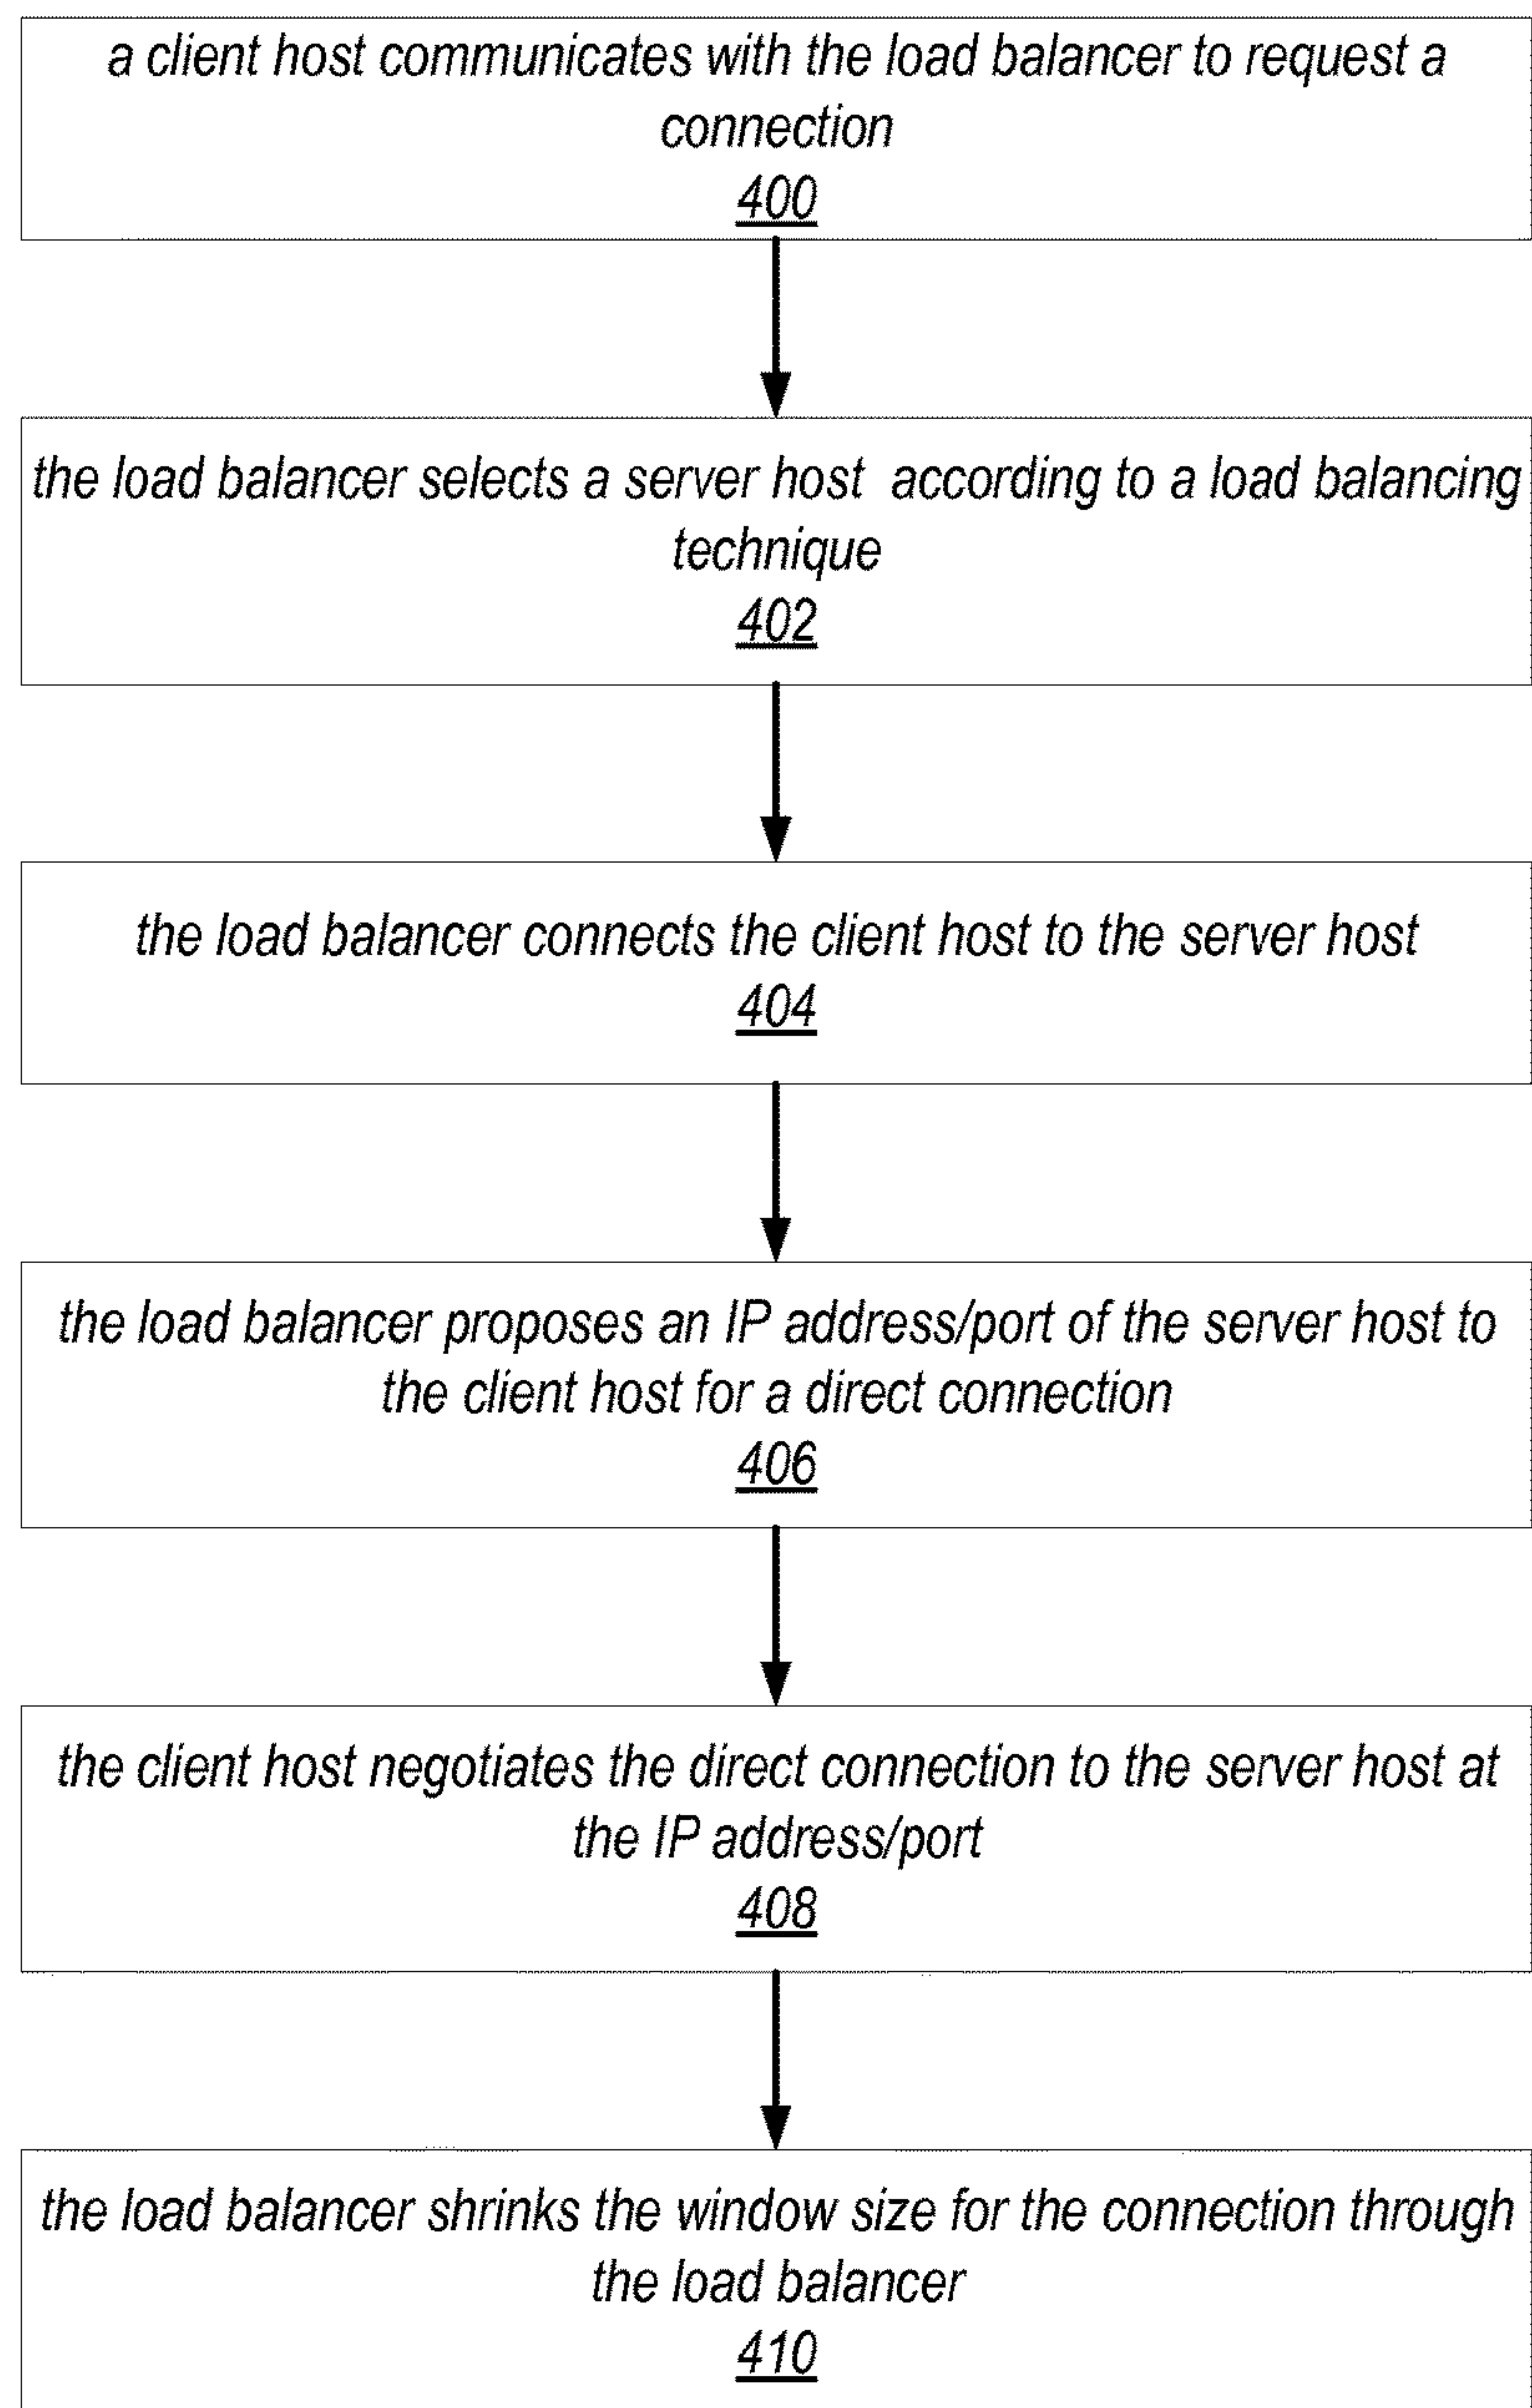 a client host communicates with the load balancer to request a
connection
400
the load balancer selects a server host according to a load balancing
technique
402
the load balancer connects the client host to the server host
404
the load balancer proposes an IP address/port of the server host to
the client host for a direct connection
406
the client host negotiates the direct connection to the server host at
the IP address/port
408
the load balancer shrinks the window size for the connection through
the load balancer
410